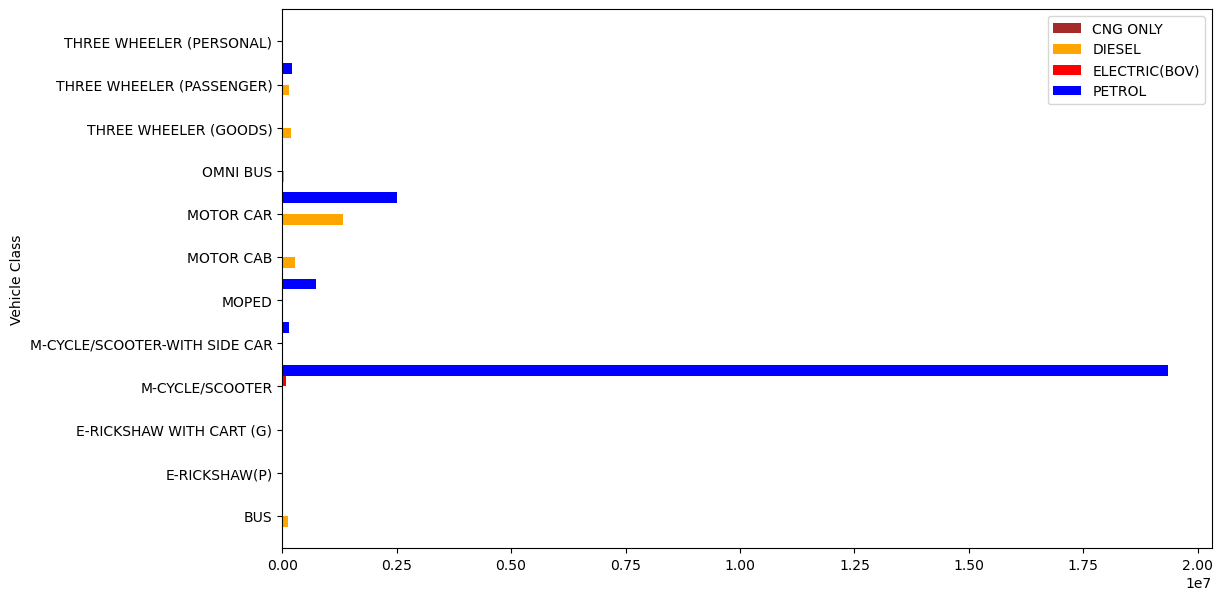 CNG ONLY
DIESEL
ELECTRIC(BOV)
PETROL
THREE WHEELER (PERSONAL)
THREE WHEELER (PASSENGER)
THREE WHEELER (GOODS)
OMNI BUS
MOTOR CAR
MOTOR CAB
MOPED
M-CYCLE/SCOOTER-WITH SIDE CAR
M-CYCLE/SCOOTER
E-RICKSHAW WITH CART (G)
E-RICKSHAW(P)
BUS
Vehicle Class
0.00 0.25 0.50 0.75 1.00 1.25 1.50 1.75 2.00
1e7